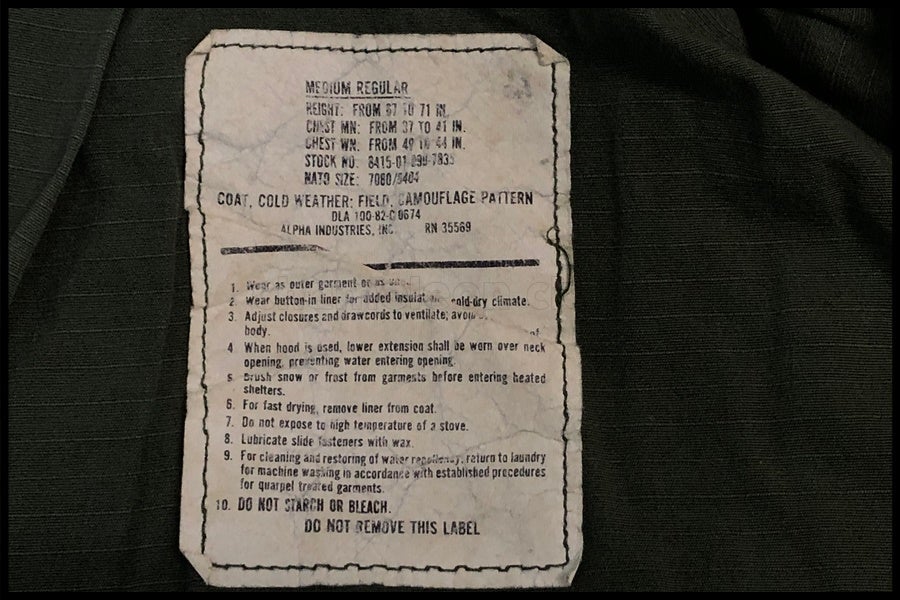 MEDIUM REGULAR
HEIGHT: FROM 67 TO 71 IN.
CHEST MN: FROM 37 TO 41 IN.
CHEST WN: FROM IN.
STOCK NO. 8415-01-099-7835
NATO SIZE: 7080/9404
COAT, COLD WEATHER; FIELD, CAMOUFLAGE PATTERN
DLA 100-82-C 0674
ALPHA INDUSTRIES, INC RN 35569
1. Wear as outer garment or as
2. Wear button-in liner for added cold-dry climate.
3. Adjust closures and drawcords to ventilate; avoid
body. of
4 When hood is used, lower extension shall be worn over neck
opening, preventing water entering opening.
5 Brush snow or frost from garments before entering heated
shelters.
6. For fast drying, remove liner from coat.
7. Do not expose to high temperature of a stove.
8. Lubricate slide fasteners with wax.
9. For cleaning and restoring of water repellency, return to laundry
for machine washing in accordance with established procedures
for quarpel treated garments.
10. DO NOT STARCH OR BLEACH.
DO NOT REMOVE THIS LABEL